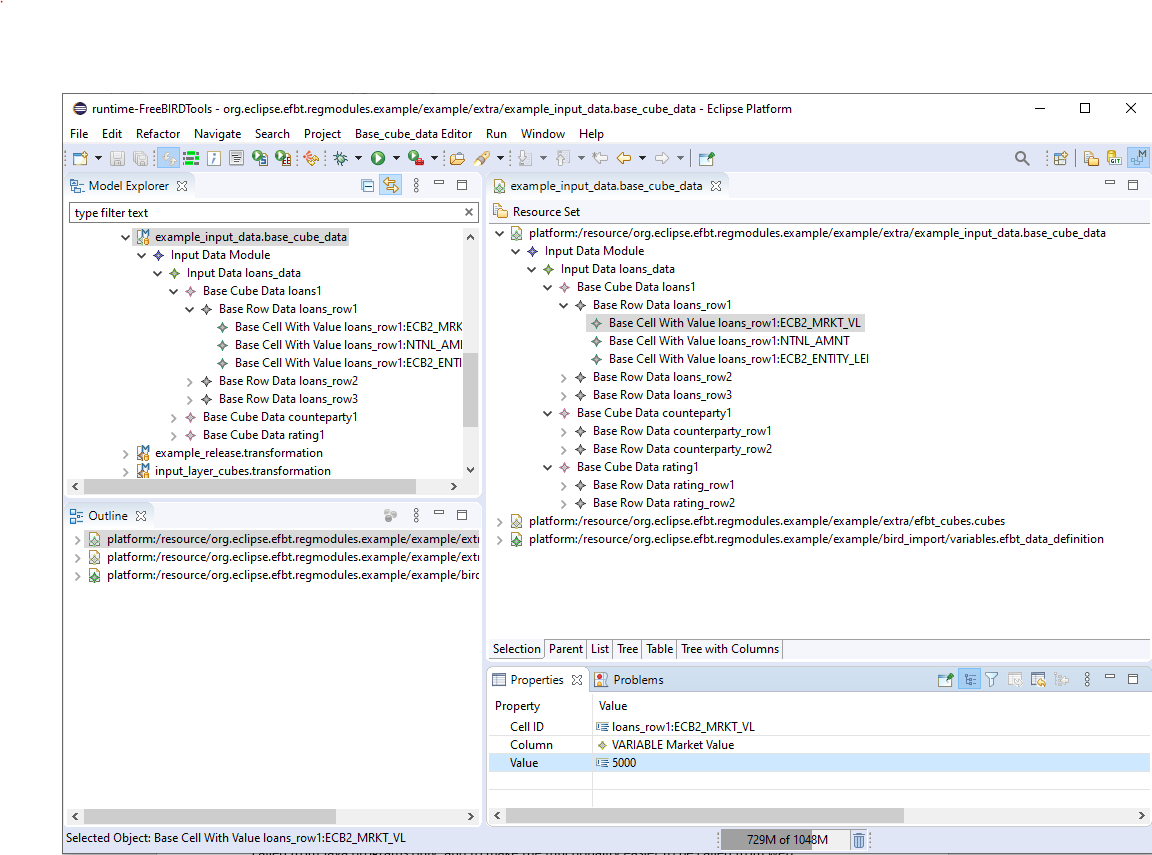 runtime-FreeBIRDTools - org.eclipse.efbt.regmodules.example/example/extra/example_input_data.base_cube_data - Eclipse Platform
File Edit Refactor Navigate Search Project Base_cube_data Editor Run Window Help
Model Explorer
type filter text
example_input_data.base_cube_data
Input Data Module
Input Data loans_data
Base Cube Data loans1
Base Row Data loans_row1
Base Cell With Value loans_row1:ECB2_MRK
Base Cell With Value loans_row1:NTNL_AMI
Base Cell With Value loans_row1:ECB2_ENTI
Base Row Data loans_row2
Base Row Data loans_row3
Base Cube Data counteparty1
Base Cube Data rating1
example_release.transformation
input_layer_cubes.transformation
Outline
platform:/resource/org.eclipse.efbt.regmodules.example/example/extr
platform:/resource/org.eclipse.efbt.regmodules.example/example/extr
platform:/resource/org.eclipse.efbt.regmodules.example/example/birc
example_input_data.base_cube_data
Resource Set
platform:/resource/org.eclipse.efbt.regmodules.example/example/extra/example_input_data.base_cube_data
Input Data Module
Input Data loans_data
Base Cube Data loans1
Base Row Data loans_row1
Base Cell With Value loans_row1:ECB2_MRKT_VL
Base Cell With Value loans_row1:NTNL_AMNT
Base Cell With Value loans_row1:ECB2_ENTITY_LEI
Base Row Data loans_row2
Base Row Data loans_row3
Base Cube Data counteparty1
Base Row Data counterparty_row1
Base Row Data counterparty_row2
Base Cube Data rating1
Base Row Data rating_row1
Base Row Data rating_row2
platform:/resource/org.eclipse.efbt.regmodules.example/example/extra/efbt_cubes.cubes
platform:/resource/org.eclipse.efbt.regmodules.example/example/bird_import/variables.efbt_data_definition
Selection Parent List Tree Table Tree with Columns
Properties Problems
Property Value
Cell ID loans_row1:ECB2_MRKT_VL
Column VARIABLE Market Value
Value 5000
Selected Object: Base Cell With Value loans_row1:ECB2_MRKT_VL
729M of 1048M